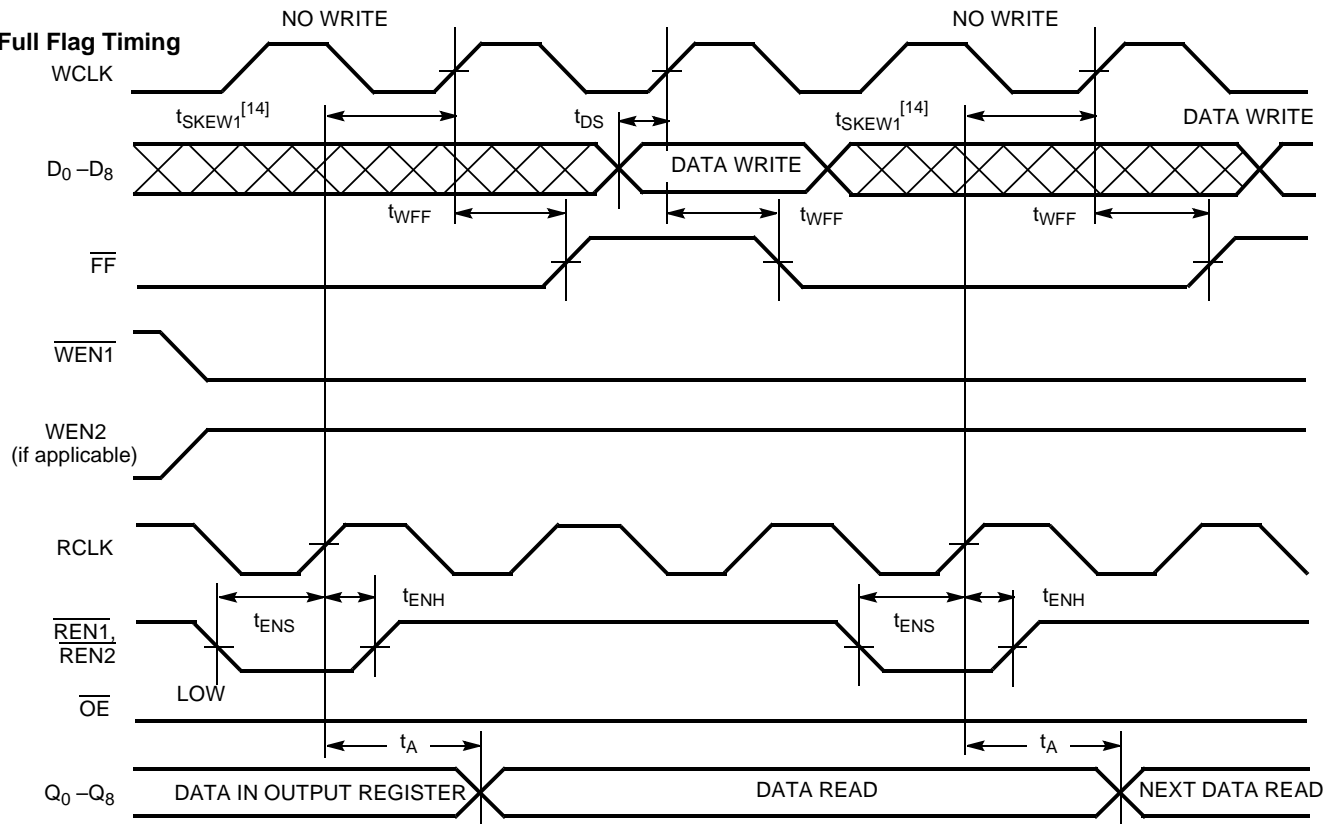 NO WRITE NO WRITE
Full Flag Timing
WCLK
tSKEW1[14] tDS tSKEW1[14] DATA WRITE
D0 –D8 DATA WRITE
tWFF tWFF tWFF
FF
WEN1
WEN2
(if applicable)
RCLK
tENS tENH tENS tENH
REN1,
REN2
LOW
OE
tA tA
Q0 –Q8 DATA IN OUTPUT REGISTER DATA READ NEXT DATA READ